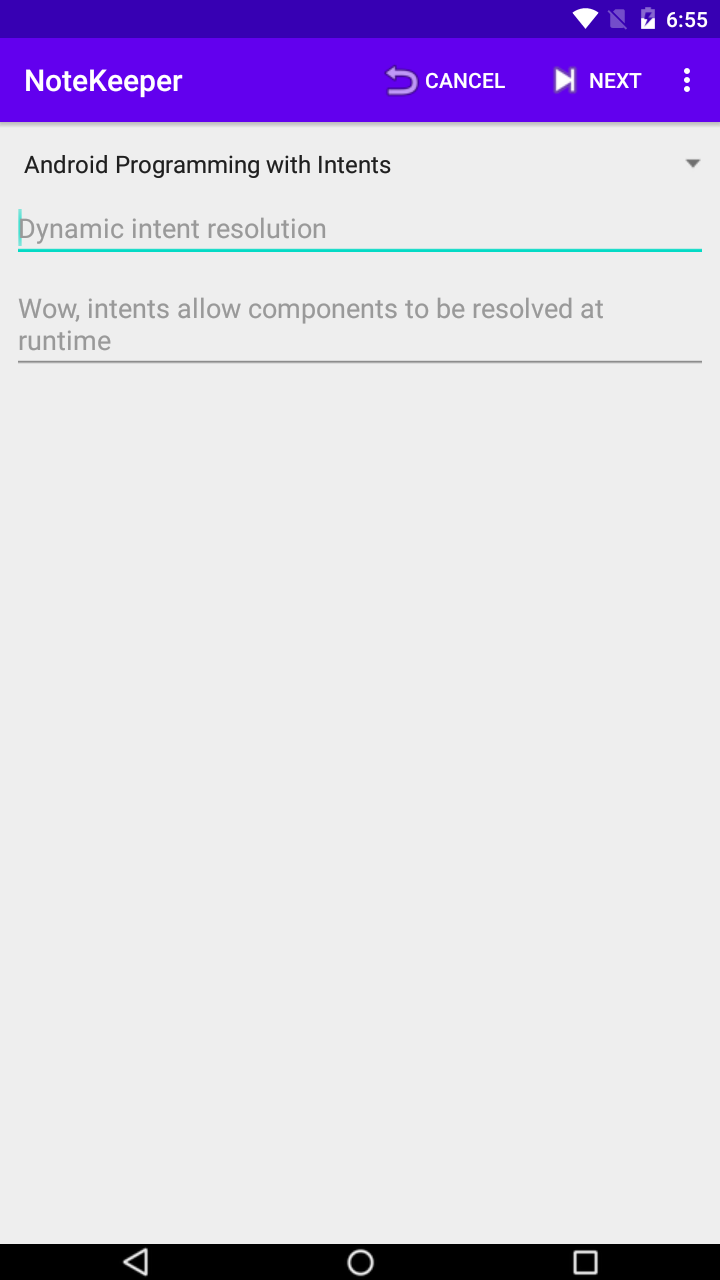 6:55
NoteKeeper
CANCEL
NEXT
Android Programming with Intents
Dynamic intent resolution
Wow, intents allow components to be resolved at
runtime